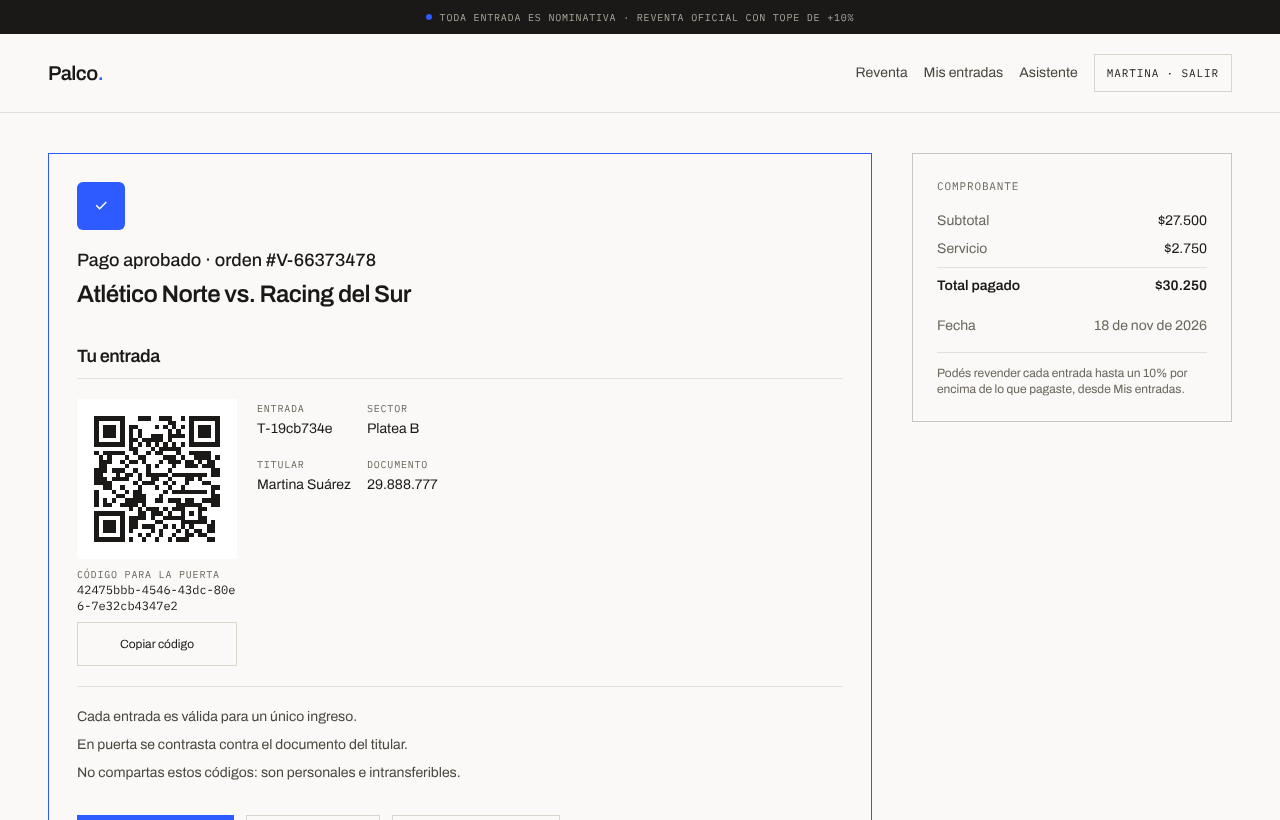 TODA ENTRADA ES NOMINATIVA · REVENTA OFICIAL CON TOPE DE +10%
Palco.
Reventa
Mis entradas
Asistente
MARTINA · SALIR
Pago aprobado · orden #V-66373478
Atlético Norte vs. Racing del Sur
Tu entrada
ENTRADA
T-19cb734e
SECTOR
Platea B
TITULAR
Martina Suárez
DOCUMENTO
29.888.777
CÓDIGO PARA LA PUERTA
42475bbb-4546-43dc-80e
6-7e32cb4347e2
Copiar código
Cada entrada es válida para un único ingreso.
En puerta se contrasta contra el documento del titular.
No compartas estos códigos: son personales e intransferibles.
COMPROBANTE
Subtotal $27.500
Servicio $2.750
Total pagado $30.250
Fecha 18 de nov de 2026
Podés revender cada entrada hasta un 10% por
encima de lo que pagaste, desde Mis entradas.